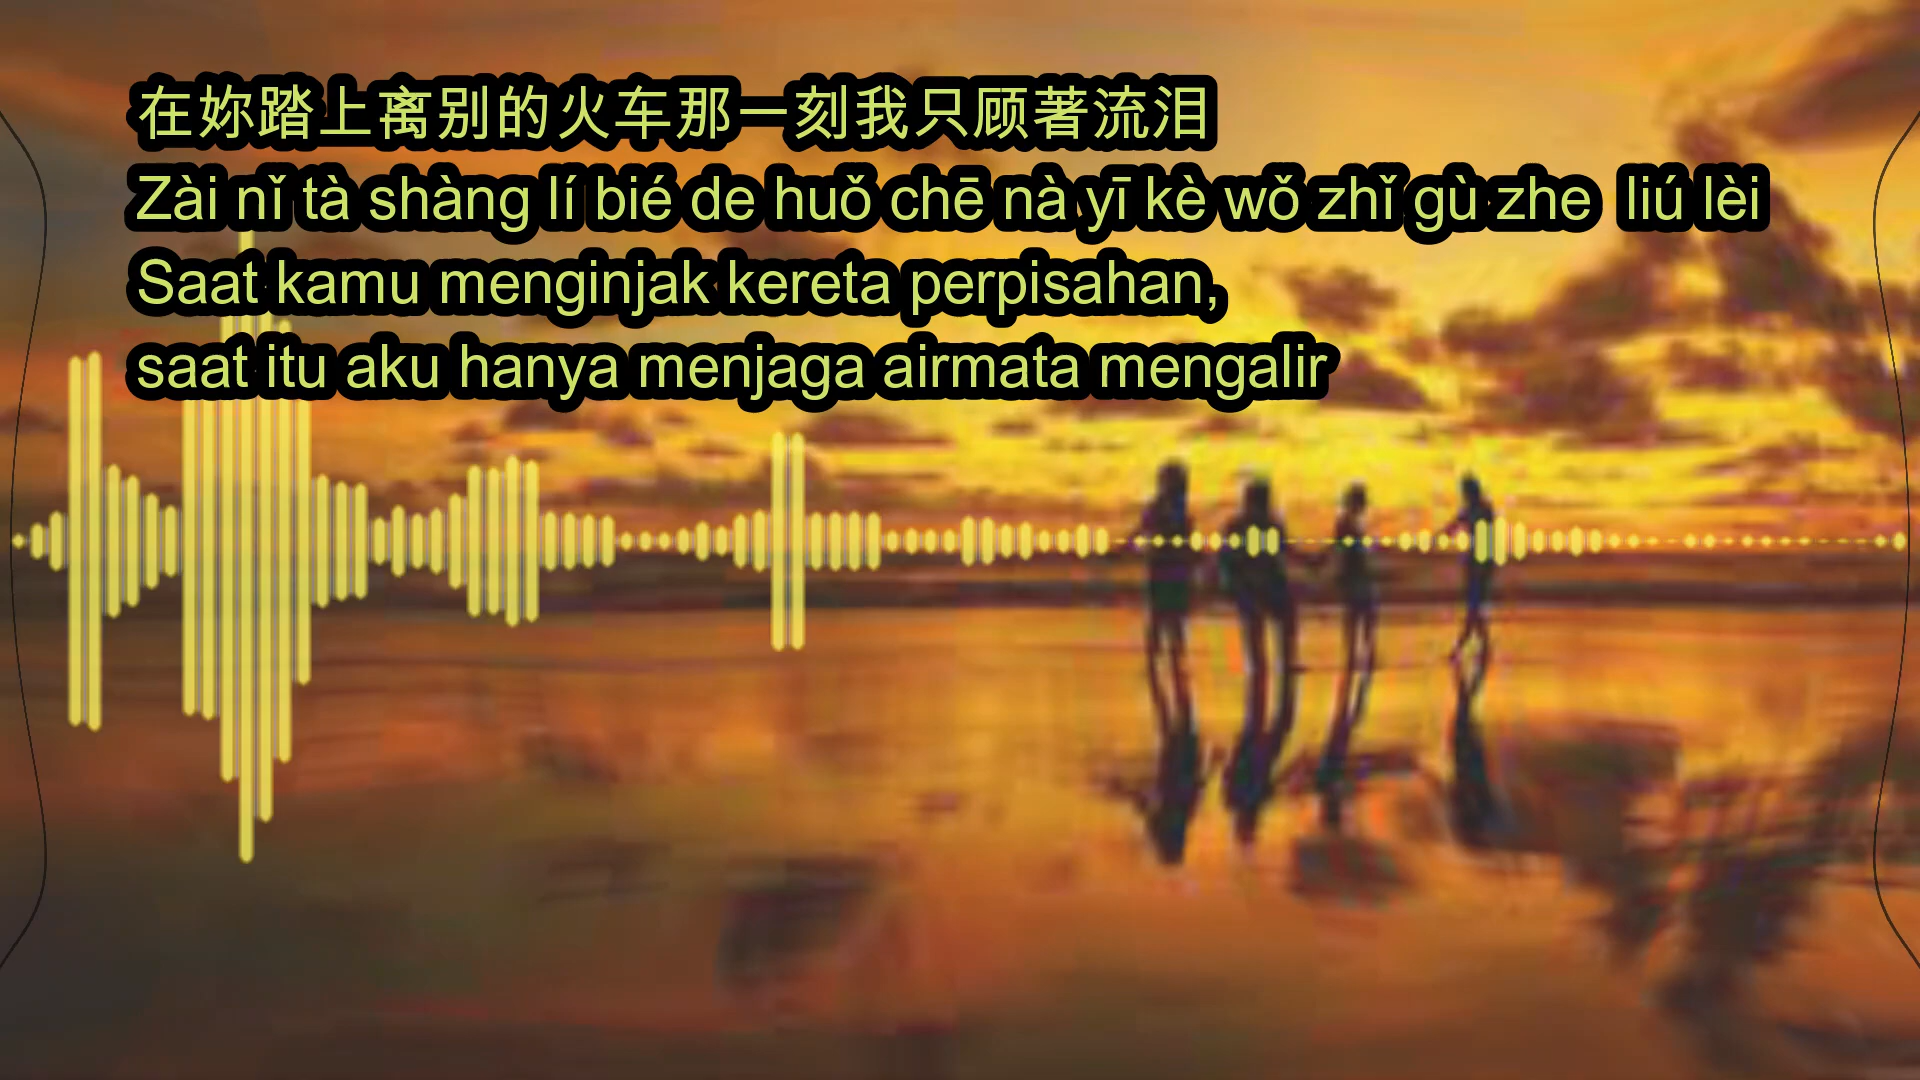 在妳踏上离别的火车那一刻我只顾著流泪
Zài nǐ tà shàng lí bié de huǒ chē nà yī kè wǒ zhǐ gù zhe liú lèi
Saat kamu menginjak kereta perpisahan,
saat itu aku hanya menjaga airmata mengalir